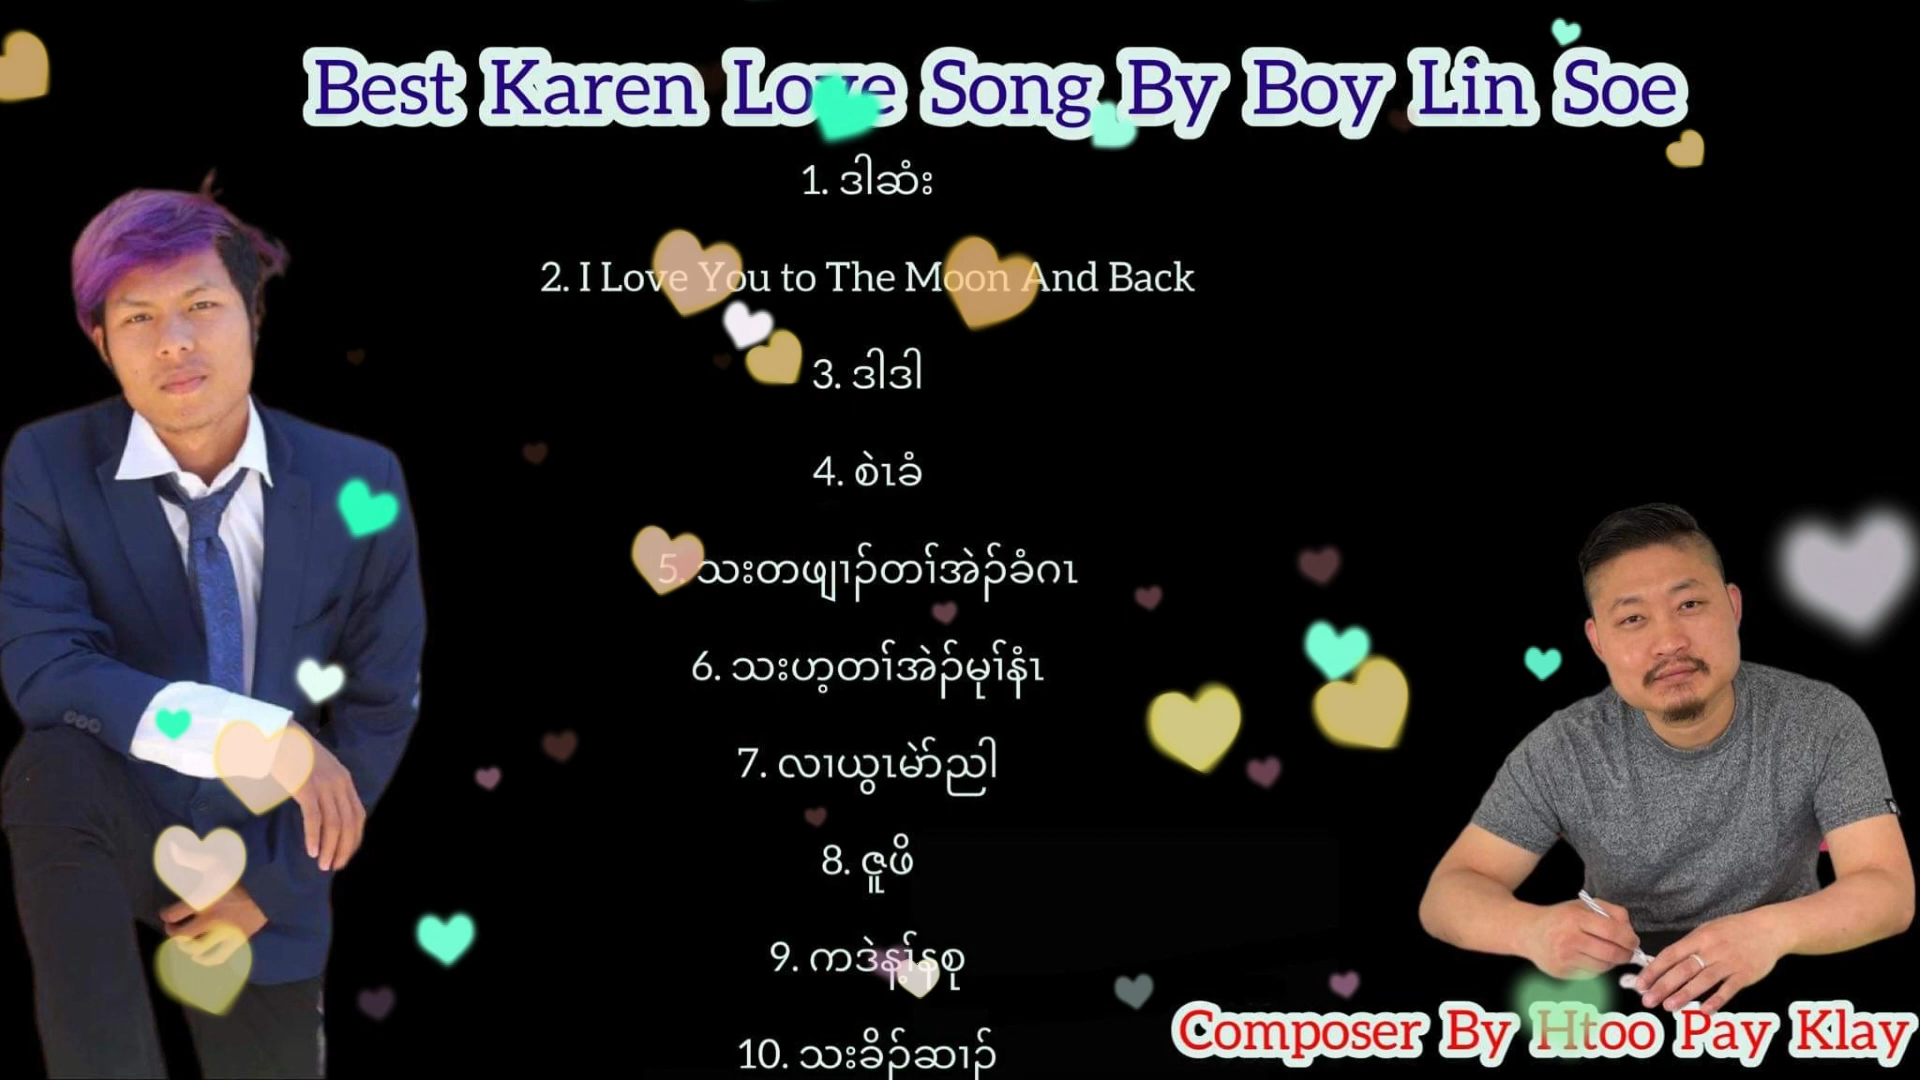 Best Karen Love Song By Boy Lin Soe
1. ဒါဆံး
2. I Love You to The Moon And Back
3. ဒါဒါ
4. စဲၤခံ
5. သးတဖျၢၣ်တၢ်အဲၣ်ခံဂၤ
6. သးဟ့တၢ်အဲၣ်မုၢ်နံၤ
7. လၢယွၤမဲာ်ညါ
8. ဇူဖိ
9. ကဒဲန့ၢ်နစု
10. သးခိၣ်ဆၢၣ်
Composer By Htoo Pay Klay